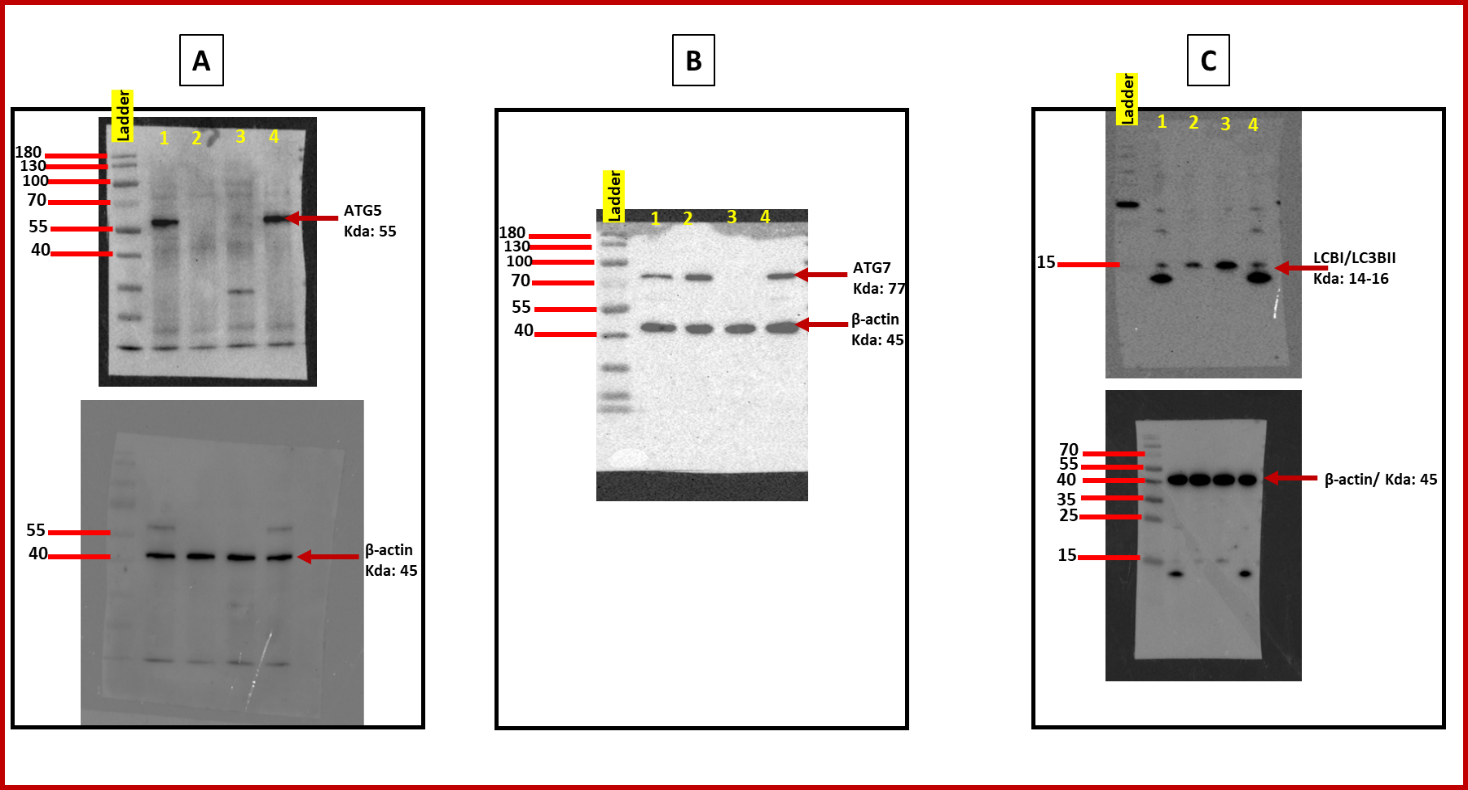 A
B
C
Ladder
1 2 3 4
180
130
100
70
55
40
ATG5
Kda: 55
55
40
β-actin
Kda: 45
Ladder
1 2 3 4
180
130
100
70
55
40
ATG7
Kda: 77
β-actin
Kda: 45
Ladder
1 2 3 4
15
LCBI/LC3BII
Kda: 14-16
70
55
40
35
25
15
β-actin/ Kda: 45